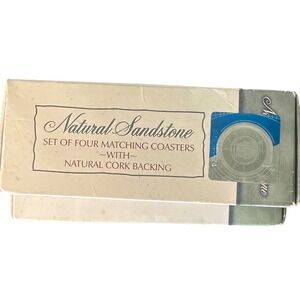 Natural Sandstone
SET OF FOUR MATCHING COASTERS
~WITH~
NATURAL CORK BACKING